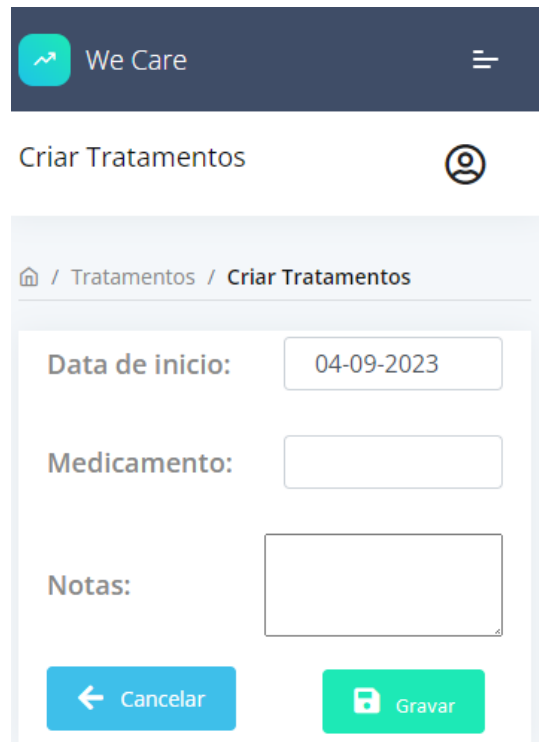 We Care
Criar Tratamentos
/ Tratamentos / Criar Tratamentos
Data de inicio: 04-09-2023
Medicamento:
Notas:
Cancelar Gravar